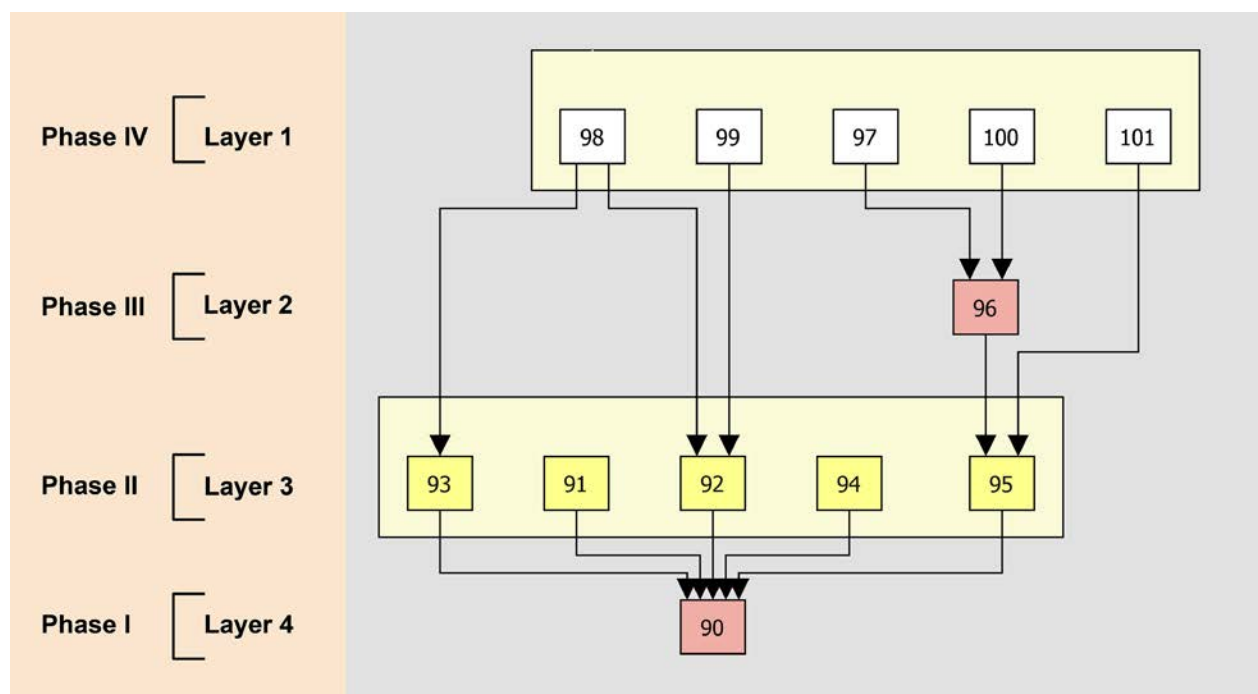 Phase IV Layer 1
98 99 97 100 101
Phase III Layer 2
96
Phase II Layer 3
93 91 92 94 95
Phase I Layer 4
90